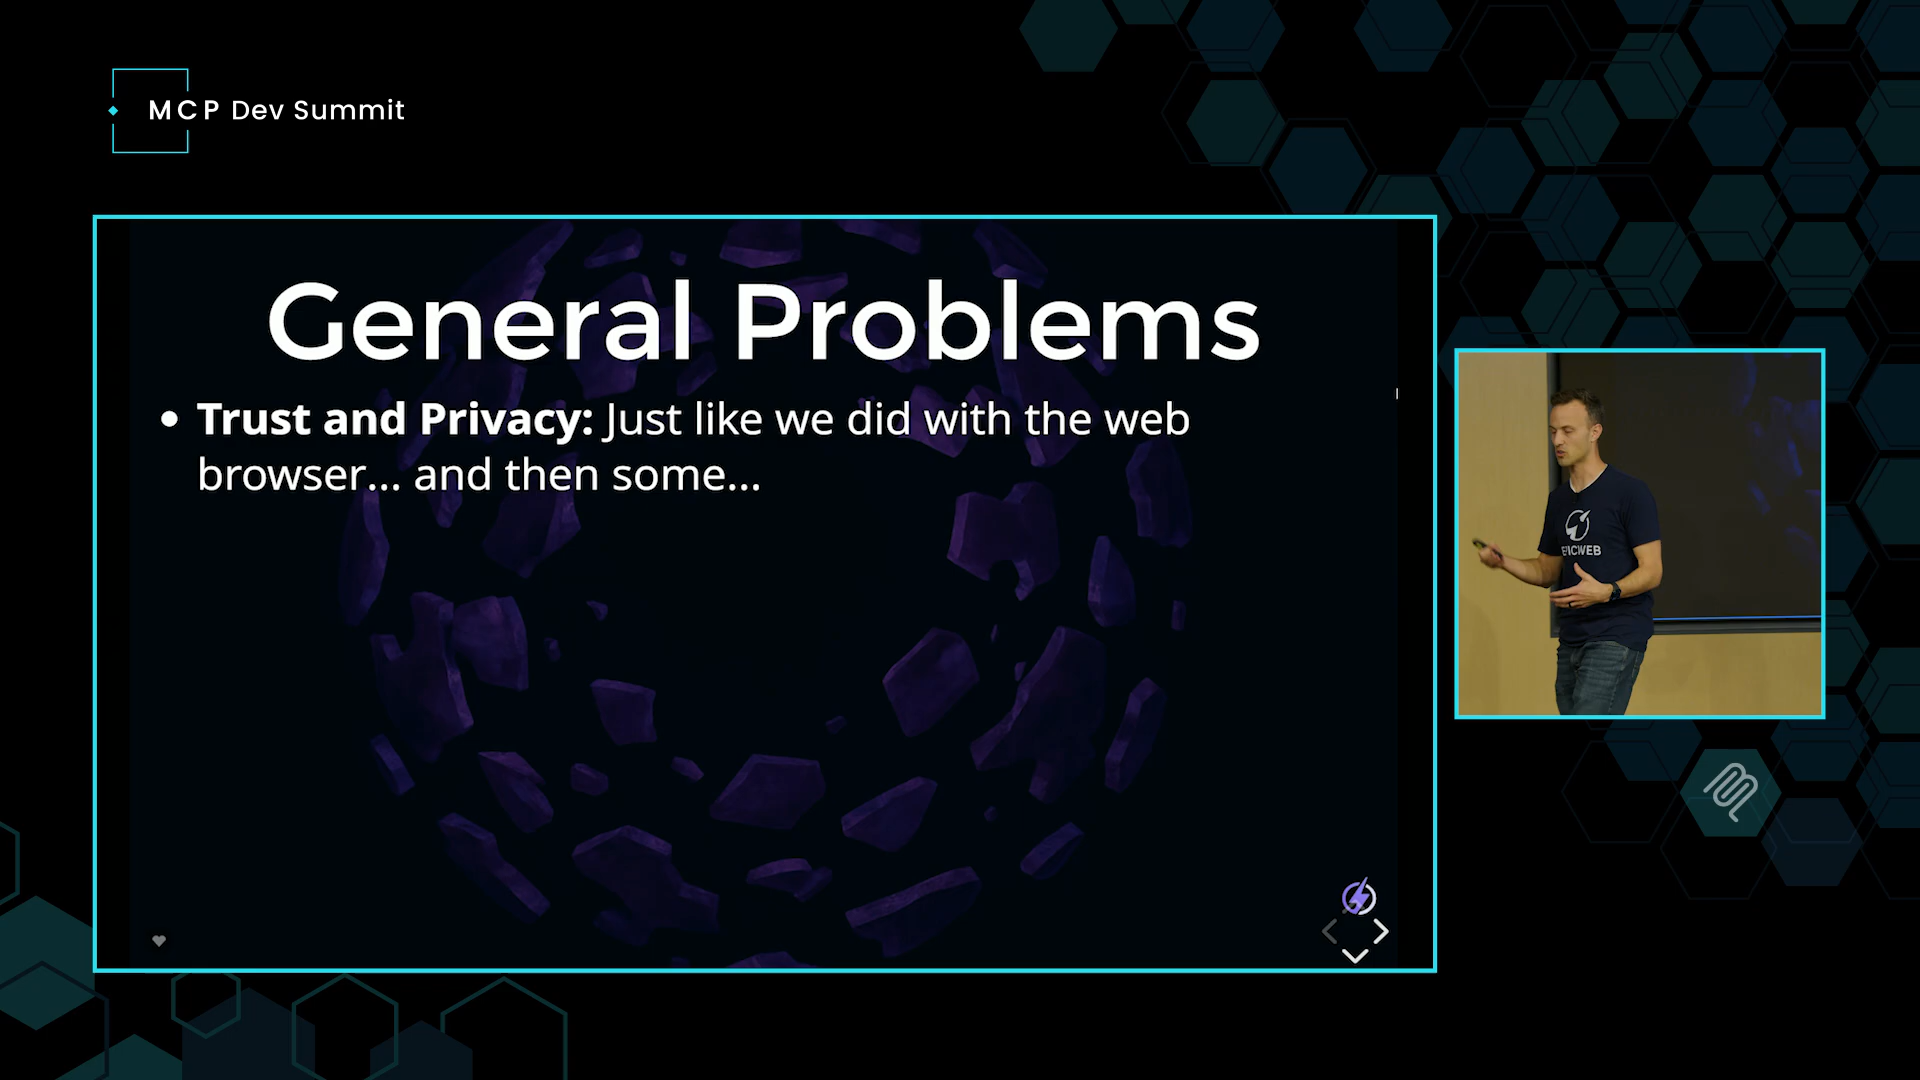 MCP Dev Summit
General Problems
• Trust and Privacy: Just like we did with the web
browser... and then some...
EPICWEB